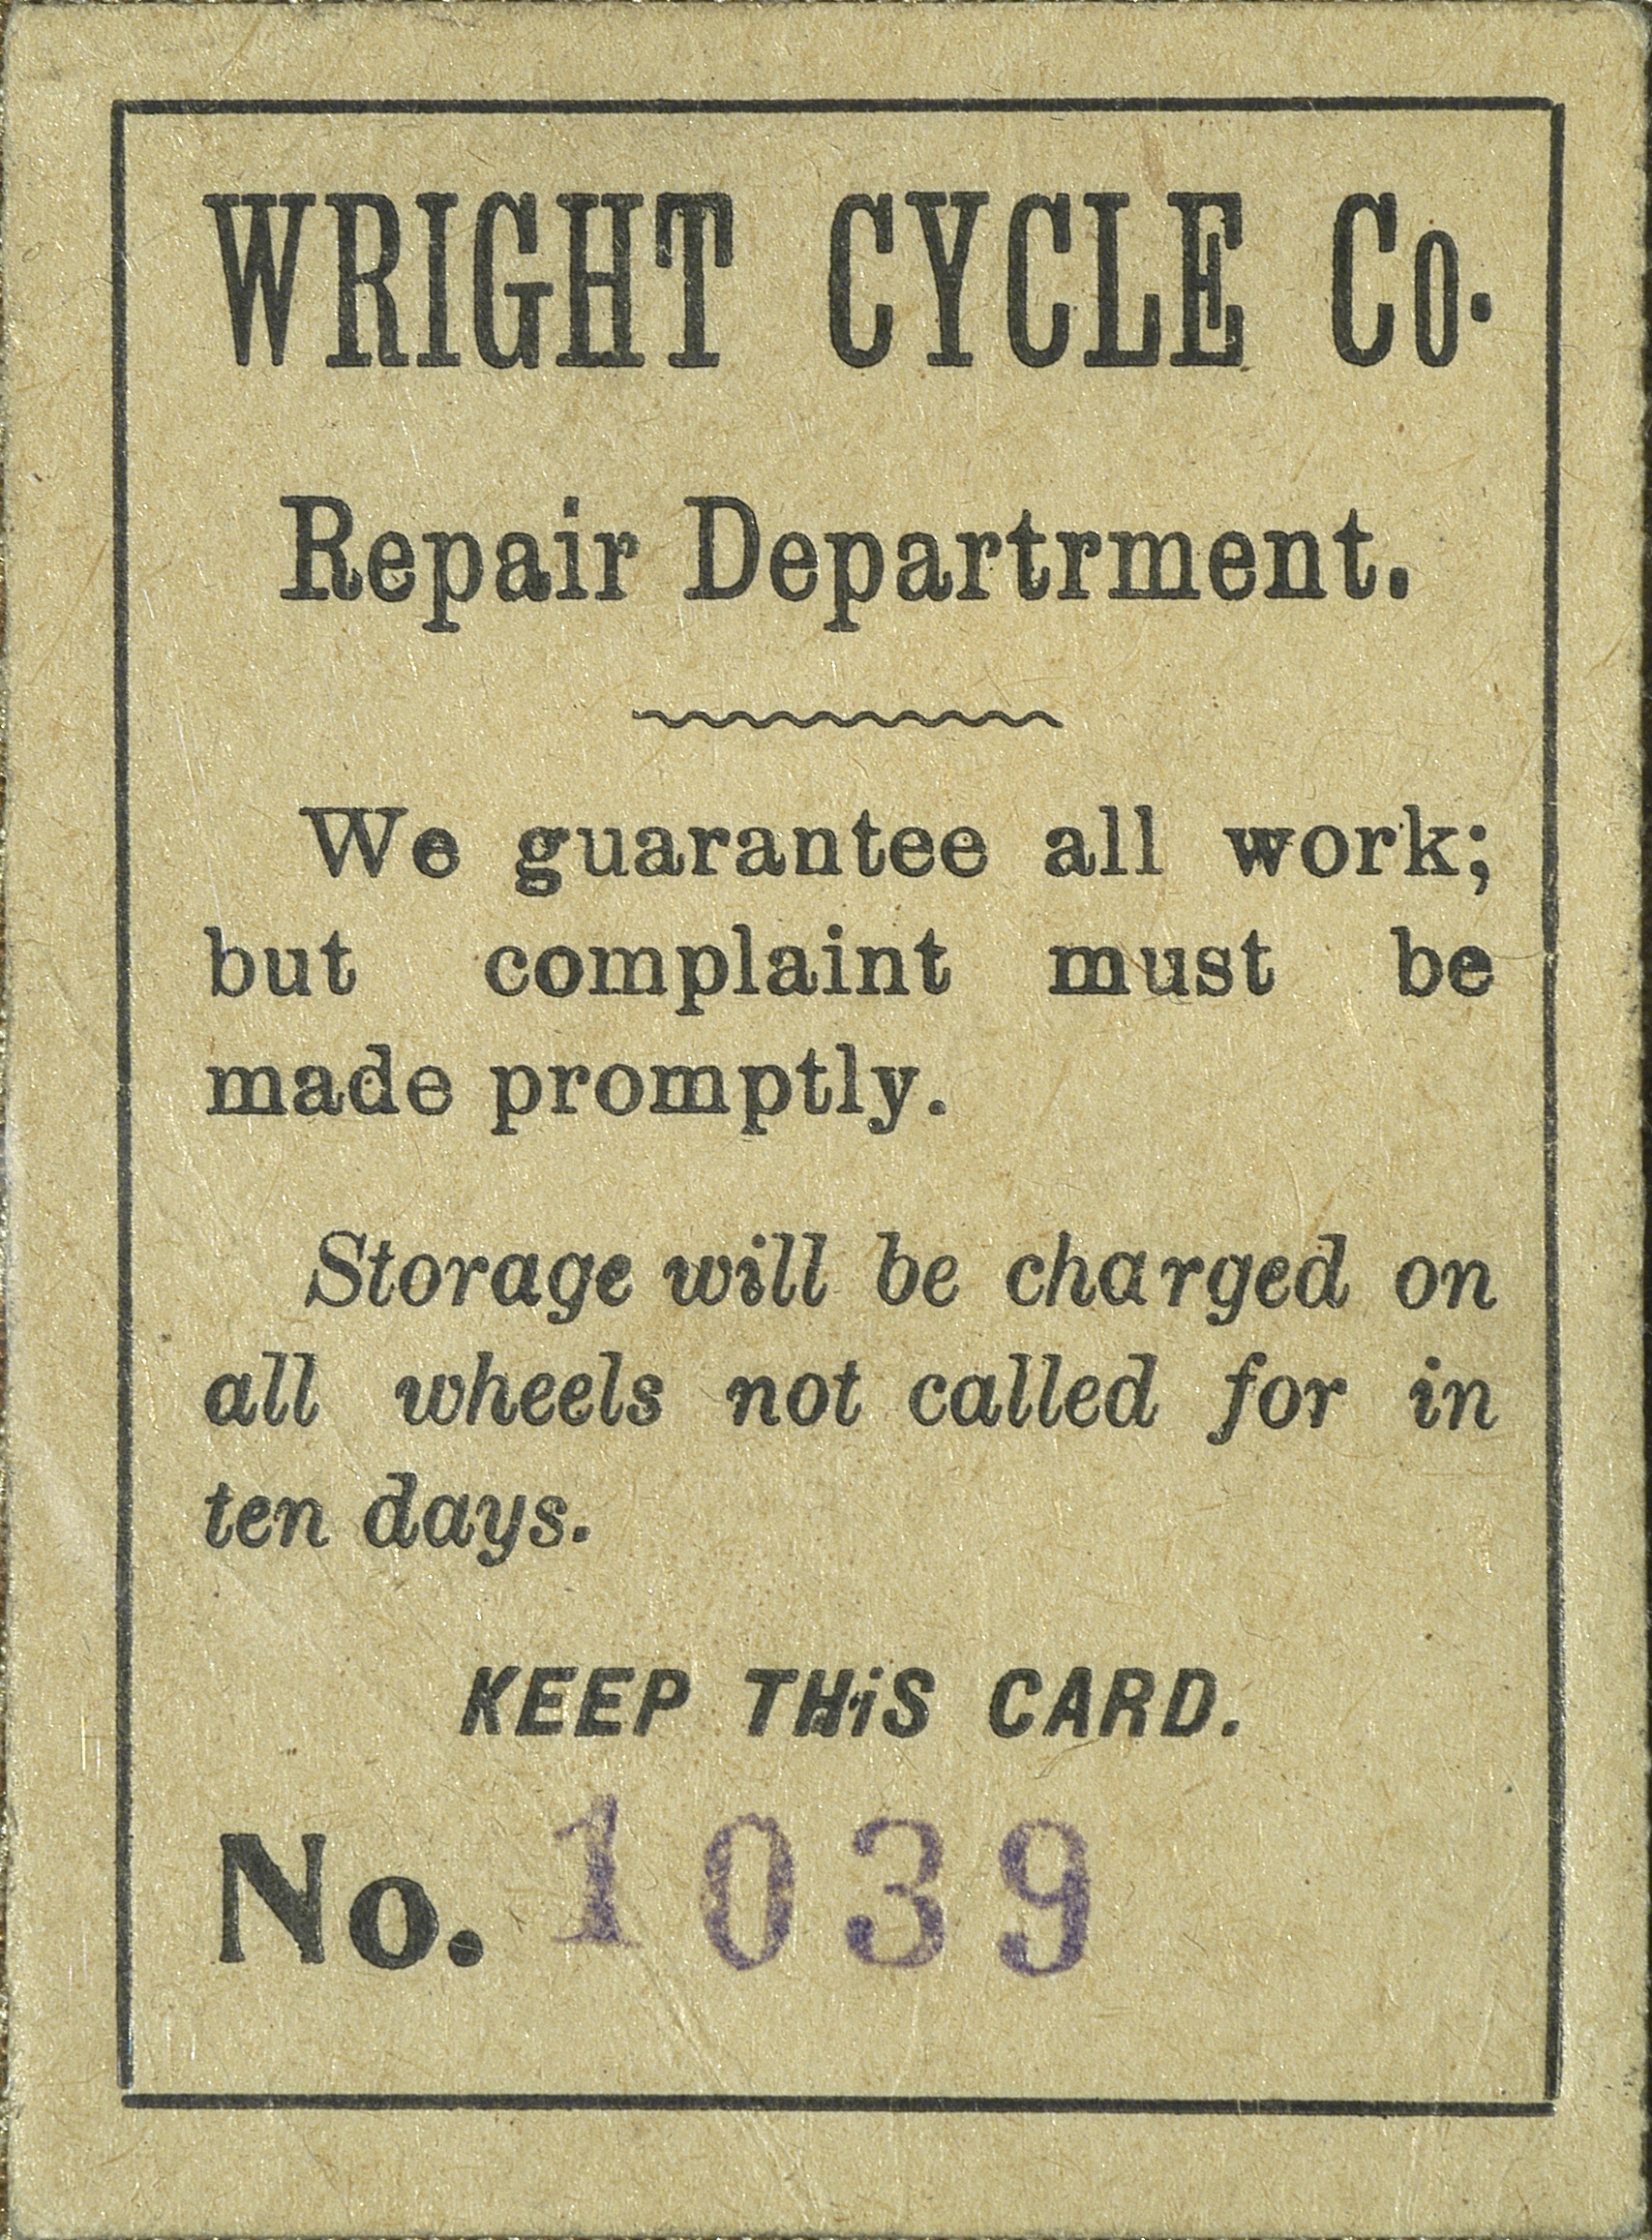 WRIGHT CYCLE Co.
Repair Departrment.
We guarantee all work;
but complaint must be
made promptly.
Storage will be charged on
all wheels not called for in
ten days.
KEEP THiS CARD.
No. 1039